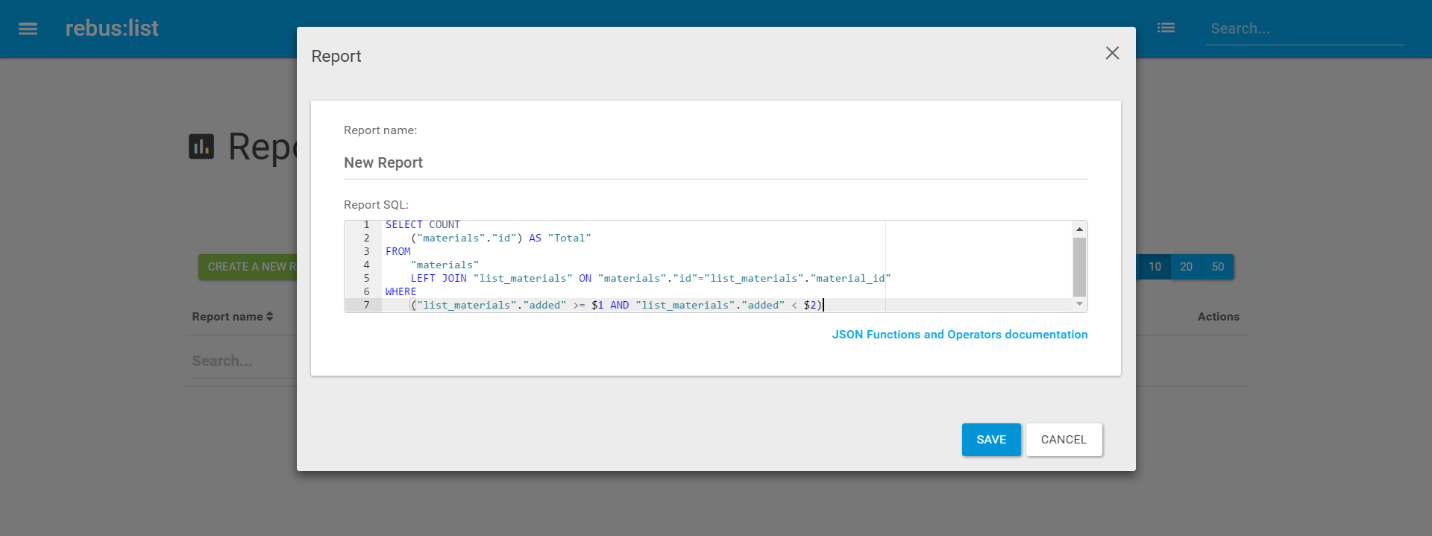 rebus:list
Search...
Report
Report name:
New Report
Report SQL:
1 SELECT COUNT
2 ("materials"."id") AS "Total"
3 FROM
4 "materials"
5 LEFT JOIN "list_materials" ON "materials"."id"="list_materials"."material_id"
6 WHERE
7 ("list_materials"."added" >= $1 AND "list_materials"."added" < $2)
JSON Functions and Operators documentation
SAVE CANCEL
Repo
CREATE A NEW R
10 20 50
Report name
Actions
Search...